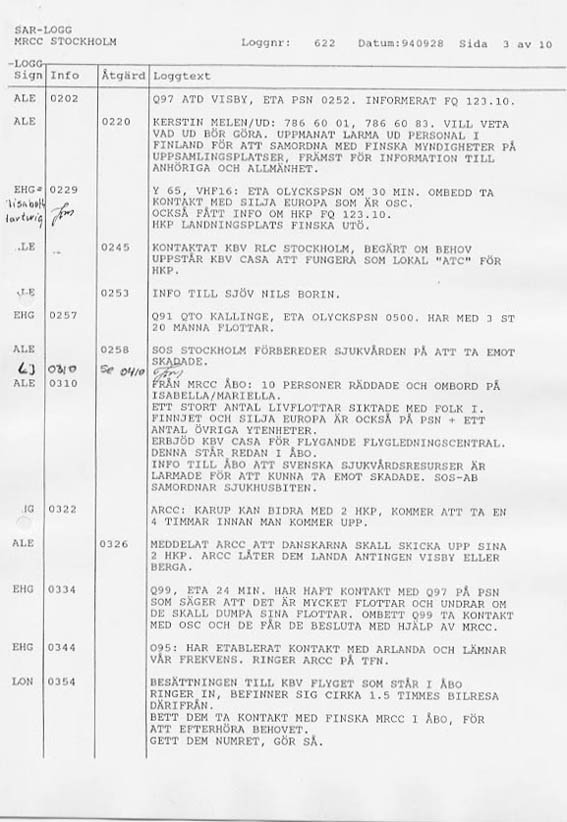 SAR-LOGG
MRCC STOCKHOLM Loggnr: 622 Datum:940928 Sida 3 av 10
-LOGG
Sign Info Åtgärd Loggtext
ALE 0202 Q97 ATD VISBY, ETA PSN 0252. INFORMERAT FQ 123.10.
ALE 0220 KERSTIN MELEN/UD: 786 60 01, 786 60 83. VILL VETA
VAD UD BÖR GÖRA. UPPMANAT LARMA UD PERSONAL I
FINLAND FÖR ATT SAMORDNA MED FINSKA MYNDIGHETER PÅ
UPPSAMLINGSPLATSER, FRÄMST FÖR INFORMATION TILL
ANHÖRIGA OCH ALLMÄNHET.
EHG= 0229 Y 65, VHF16: ETA OLYCKSPSN OM 30 MIN. OMBEDD TA
KONTAKT MED SILJA EUROPA SOM ÄR OSC.
OCKSÅ FÅTT INFO OM HKP FQ 123.10.
HKP LANDNINGSPLATS FINSKA UTÖ.
LE 0245 KONTAKTAT KBV RLC STOCKHOLM, BEGÄRT OM BEHOV
UPPSTÅR KBV CASA ATT FUNGERA SOM LOKAL "ATC" FÖR
HKP.
LE 0253 INFO TILL SJÖV NILS BORIN.
EHG 0257 Q91 QTO KALLINGE, ETA OLYCKSPSN 0500. HAR MED 3 ST
20 MANNA FLOTTAR.
ALE 0258 SOS STOCKHOLM FÖRBEREDER SJUKVÅRDEN PÅ ATT TA EMOT
SKADADE.
LJ 0310 se 0410
ALE 0310 FRÅN MRCC ÅBO: 10 PERSONER RÄDDADE OCH OMBORD PÅ
ISABELLA/MARIELLA.
ETT STORT ANTAL LIVFLOTTAR SIKTADE MED FOLK I.
FINNJET OCH SILJA EUROPA ÄR OCKSÅ PÅ PSN + ETT
ANTAL ÖVRIGA YTENHETER.
ERBJÖD KBV CASA FÖR FLYGANDE FLYGLEDNINGSCENTRAL.
DENNA STÅR REDAN I ÅBO.
INFO TILL ÅBO ATT SVENSKA SJUKVÅRDSRESURSER ÄR
LARMADE FÖR ATT KUNNA TA EMOT SKADADE. SOS-AB
SAMORDNAR SJUKHUSBITEN.
IG 0322 ARCC: KARUP KAN BIDRA MED 2 HKP, KOMMER ATT TA EN
4 TIMMAR INNAN MAN KOMMER UPP.
ALE 0326 MEDDELAT ARCC ATT DANSKARNA SKALL SKICKA UPP SINA
2 HKP. ARCC LÅTER DEM LANDA ANTINGEN VISBY ELLER
BERGA.
EHG 0334 Q99, ETA 24 MIN. HAR HAFT KONTAKT MED Q97 PÅ PSN
SOM SÄGER ATT DET ÄR MYCKET FLOTTAR OCH UNDRAR OM
DE SKALL DUMPA SINA FLOTTAR. OMBETT Q99 TA KONTAKT
MED OSC OCH DE FÅR DE BESLUTA MED HJÄLP AV MRCC.
EHG 0344 O95: HAR ETABLERAT KONTAKT MED ARLANDA OCH LÄMNAR
VÅR FREKVENS. RINGER ARCC PÅ TFN.
LON 0354 BESÄTTNINGEN TILL KBV FLYGET SOM STÅR I ÅBO
RINGER IN, BEFINNER SIG CIRKA 1.5 TIMMES BILRESA
DÄRIFRÅN.
BETT DEM TA KONTAKT MED FINSKA MRCC I ÅBO, FÖR
ATT EFTERHÖRA BEHOVET.
GETT DEM NUMRET, GÖR SÅ.